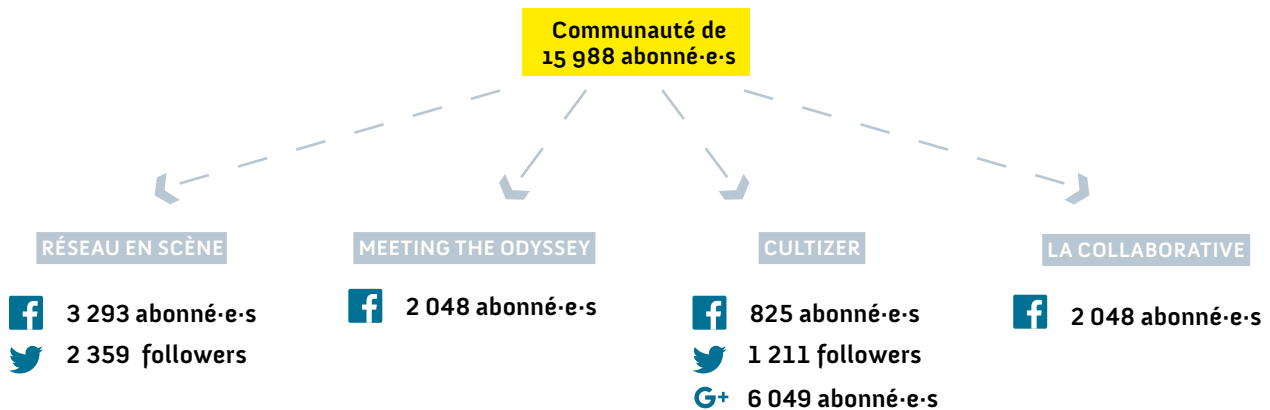 Communauté de
15 988 abonné·e·s
RÉSEAU EN SCÈNE
3 293 abonné·e·s
2 359 followers
MEETING THE ODYSSEY
2 048 abonné·e·s
CULTIZER
825 abonné·e·s
1 211 followers
G+ 6 049 abonné·e·s
LA COLLABORATIVE
2 048 abonné·e·s